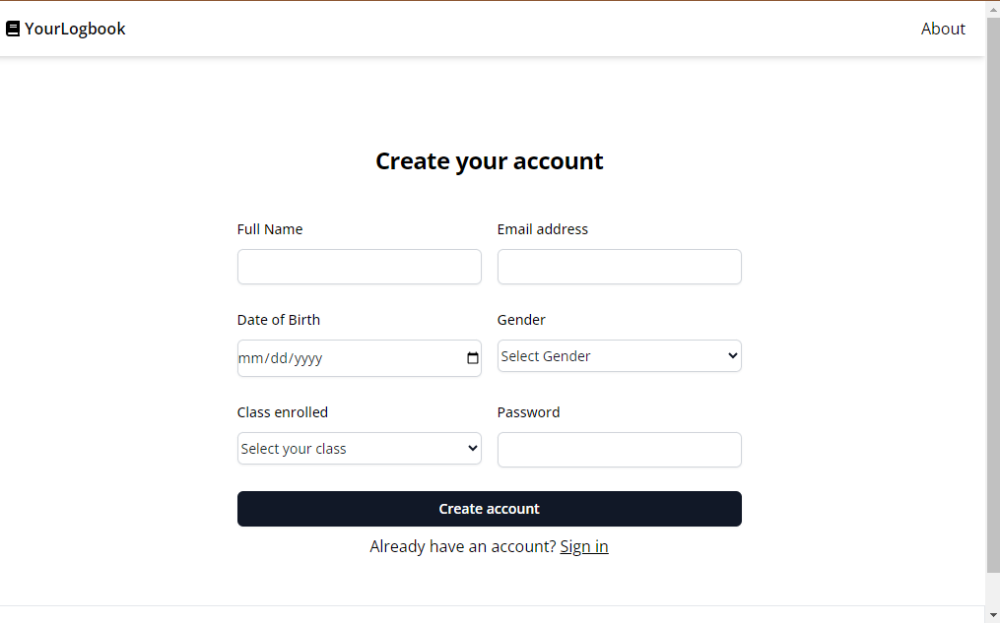 YourLogbook
About
Create your account
Full Name
Email address
Date of Birth
Gender
mm/dd/yyyy
Select Gender
Class enrolled
Password
Select your class
Create account
Already have an account? Sign in